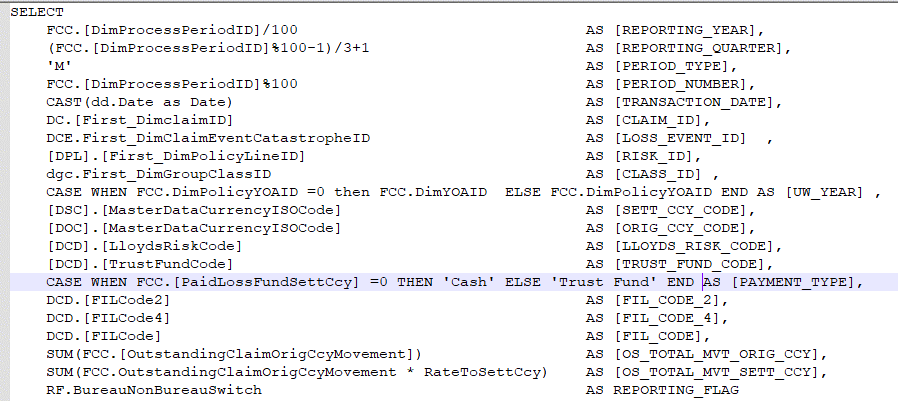 SELECT
FCC.[DimProcessPeriodID]/100 AS [REPORTING_YEAR],
(FCC.[DimProcessPeriodID]%100-1)/3+1 AS [REPORTING_QUARTER],
'M' AS [PERIOD_TYPE],
FCC.[DimProcessPeriodID]%100 AS [PERIOD_NUMBER],
CAST(dd.Date as Date) AS [TRANSACTION_DATE],
DC.[First_DimclaimID] AS [CLAIM_ID],
DCE.First_DimClaimEventCatastropheID AS [LOSS_EVENT_ID] ,
[DPL].[First_DimPolicyLineID] AS [RISK_ID],
dgc.First_DimGroupClassID AS [CLASS_ID] ,
CASE WHEN FCC.DimPolicyYOAID =0 then FCC.DimYOAID ELSE FCC.DimPolicyYOAID END AS [UW_YEAR] ,
[DSC].[MasterDataCurrencyISOCode] AS [SETT_CCY_CODE],
[DOC].[MasterDataCurrencyISOCode] AS [ORIG_CCY_CODE],
[DCD].[LloydsRiskCode] AS [LLOYDS_RISK_CODE],
[DCD].[TrustFundCode] AS [TRUST_FUND_CODE],
CASE WHEN FCC.[PaidLossFundSettCcy] =0 THEN 'Cash' ELSE 'Trust Fund' END AS [PAYMENT_TYPE],
DCD.[FILCode2] AS [FIL_CODE_2],
DCD.[FILCode4] AS [FIL_CODE_4],
DCD.[FILCode] AS [FIL_CODE],
SUM(FCC.[OutstandingClaimOrigCcyMovement]) AS [OS_TOTAL_MVT_ORIG_CCY],
SUM(FCC.OutstandingClaimOrigCcyMovement * RateToSettCcy) AS [OS_TOTAL_MVT_SETT_CCY],
RF.BureauNonBureauSwitch AS REPORTING_FLAG